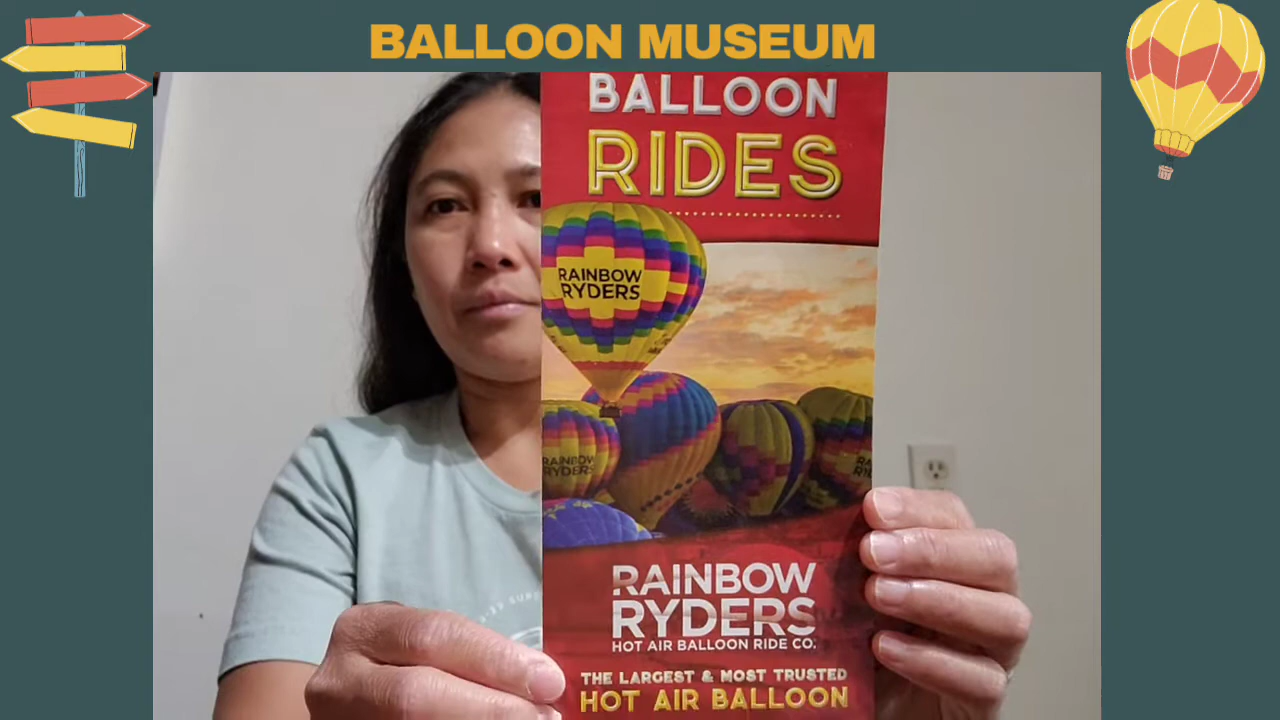 BALLOON MUSEUM
BALLOON
RIDES
RAINBOW
RYDERS
RAINBOW
RYDERS
RAINBOW
RYDERS
HOT AIR BALLOON RIDE CO.
THE LARGEST & MOST TRUSTED
HOT AIR BALLOON